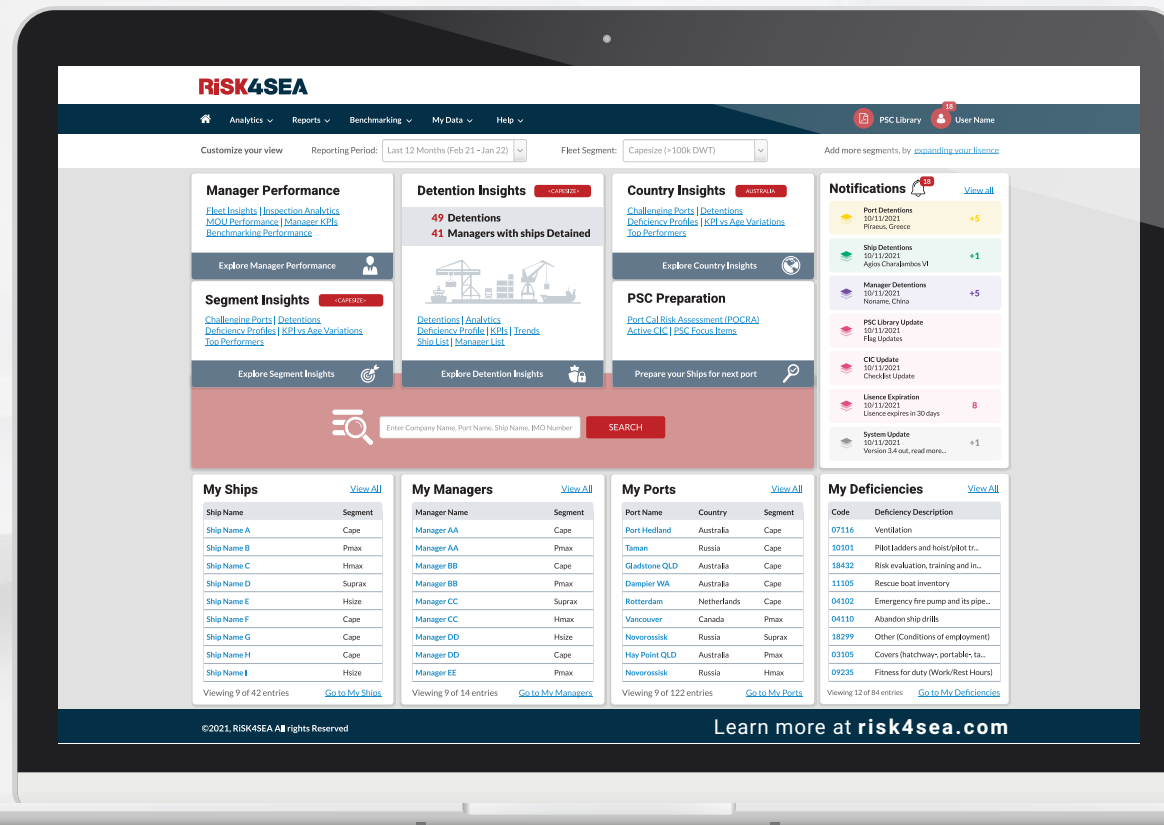 RiSK4SEA
Analytics Reports Benchmarking My Data Help
PSC Library
18
User Name
Customize your view
Reporting Period: Last 12 Months (Feb 21 - Jan 22)
Fleet Segment: Capesize (>100k DWT)
Add more segments, by expanding your lisence
Manager Performance
Fleet Insights | Inspection Analytics
MOU Performance | Manager KPIs
Benchmarking Performance
Explore Manager Performance
Segment Insights <CAPESIZE>
Challenging Ports | Detentions
Deficiency Profiles | KPI vs Age Variations
Top Performers
Explore Segment Insights
Detention Insights <CAPESIZE>
49 Detentions
41 Managers with ships Detained
Detentions | Analytics
Deficiency Profile | KPIs | Trends
Ship List | Manager List
Explore Detention Insights
Country Insights AUSTRALIA
Challenging Ports | Detentions
Deficiency Profiles | KPI vs Age Variations
Top Performers
Explore Country Insights
PSC Preparation
Port Cal Risk Assessment (POCRA)
Active CIC | PSC Focus Items
Prepare your Ships for next port
Notifications 18 View all
Port Detentions
10/11/2021 +5
Piraeus, Greece
Ship Detentions
10/11/2021 +1
Agios Charalambos VI
Manager Detentions
10/11/2021 +5
Noname, China
PSC Library Update
10/11/2021
Flag Updates
CIC Update
10/11/2021
Checklist Update
Lisence Expiration
10/11/2021 8
Lisence expires in 30 days
System Update
10/11/2021 +1
Version 3.4 out, read more...
Enter Company Name, Port Name, Ship Name, IMO Number SEARCH
My Ships View All
Ship Name Segment
Ship Name A Cape
Ship Name B Pmax
Ship Name C Hmax
Ship Name D Suprax
Ship Name E Hsize
Ship Name F Cape
Ship Name G Cape
Ship Name H Cape
Ship Name I Hsize
Viewing 9 of 42 entries Go to My Ships
My Managers View All
Manager Name Segment
Manager AA Cape
Manager AA Pmax
Manager BB Cape
Manager BB Pmax
Manager CC Suprax
Manager CC Hmax
Manager DD Hsize
Manager DD Cape
Manager EE Pmax
Viewing 9 of 14 entries Go to My Managers
My Ports View All
Port Name Country Segment
Port Hedland Australia Cape
Taman Russia Cape
Gladstone QLD Australia Cape
Dampier WA Australia Cape
Rotterdam Netherlands Cape
Vancouver Canada Pmax
Novorossisk Russia Suprax
Hay Point QLD Australia Pmax
Novorossisk Russia Hmax
Viewing 9 of 122 entries Go to My Ports
My Deficiencies View All
Code Deficiency Description
07116 Ventilation
10101 Pilot ladders and hoist/pilot tr...
18432 Risk evaluation, training and in...
11105 Rescue boat inventory
04102 Emergency fire pump and its pipe...
04110 Abandon ship drills
18299 Other (Conditions of employment)
03105 Covers (hatchway-, portable-, ta...
09235 Fitness for duty (Work/Rest Hours)
Viewing 12 of 84 entries Go to My Deficiencies
©2021, RiSK4SEA All rights Reserved
Learn more at risk4sea.com